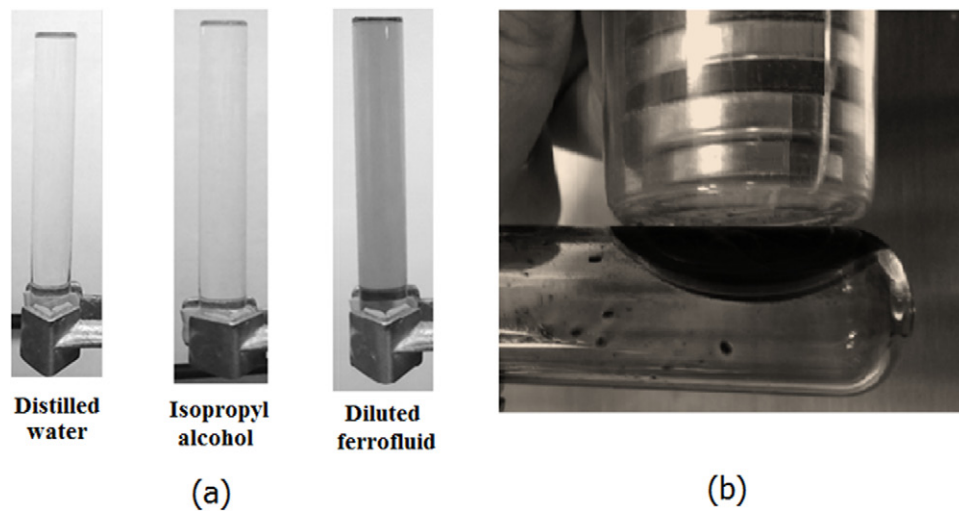 Distilled
water
Isopropyl
alcohol
Diluted
ferrofluid
(a)
(b)